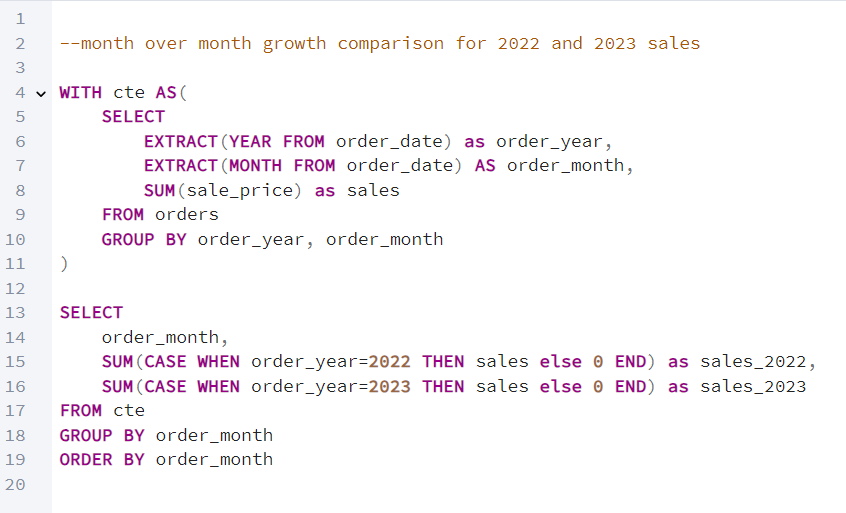 1
2 --month over month growth comparison for 2022 and 2023 sales
3
4 WITH cte AS(
5 SELECT
6 EXTRACT(YEAR FROM order_date) as order_year,
7 EXTRACT(MONTH FROM order_date) AS order_month,
8 SUM(sale_price) as sales
9 FROM orders
10 GROUP BY order_year, order_month
11 )
12
13 SELECT
14 order_month,
15 SUM(CASE WHEN order_year=2022 THEN sales else 0 END) as sales_2022,
16 SUM(CASE WHEN order_year=2023 THEN sales else 0 END) as sales_2023
17 FROM cte
18 GROUP BY order_month
19 ORDER BY order_month
20